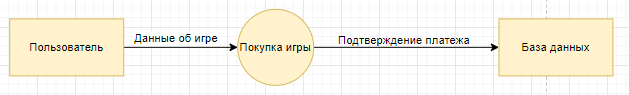 Пользователь
Данные об игре
Покупка игры
Подтверждение платежа
База данных